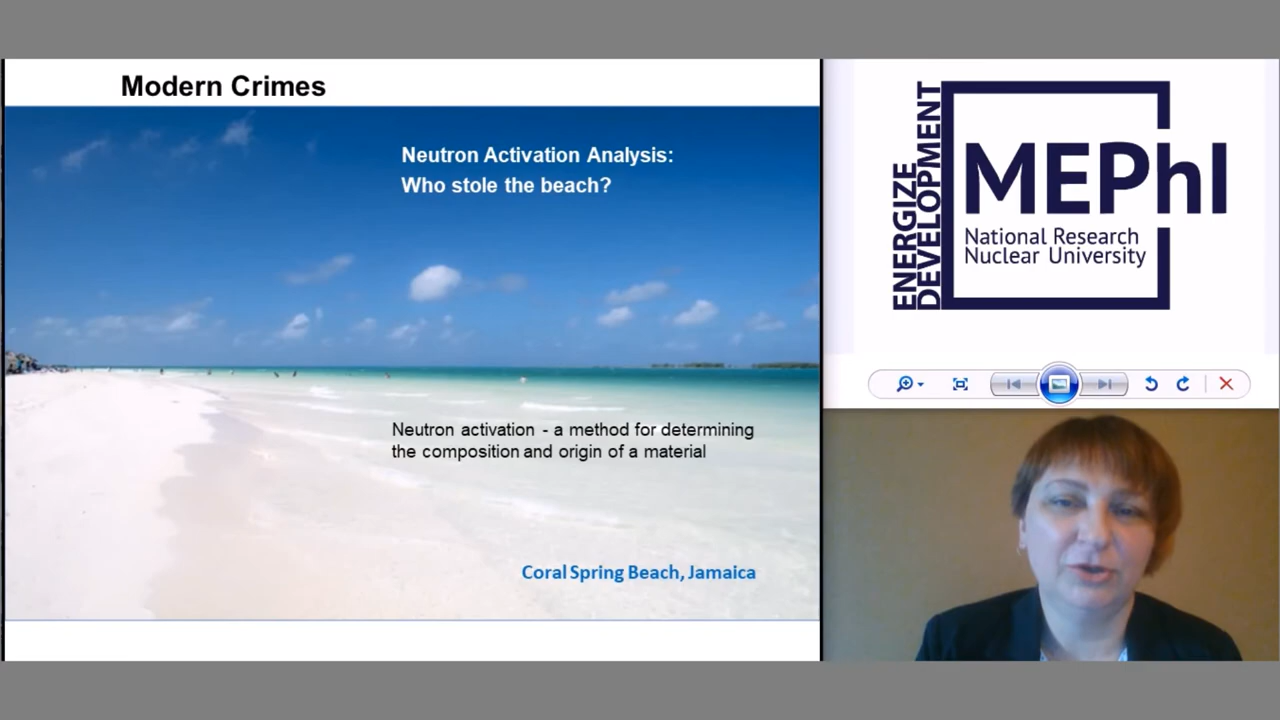 Modern Crimes
Neutron Activation Analysis:
Who stole the beach?
Neutron activation - a method for determining
the composition and origin of a material
Coral Spring Beach, Jamaica
ENERGIZE
DEVELOPMENT
MEPhI
National Research
Nuclear University